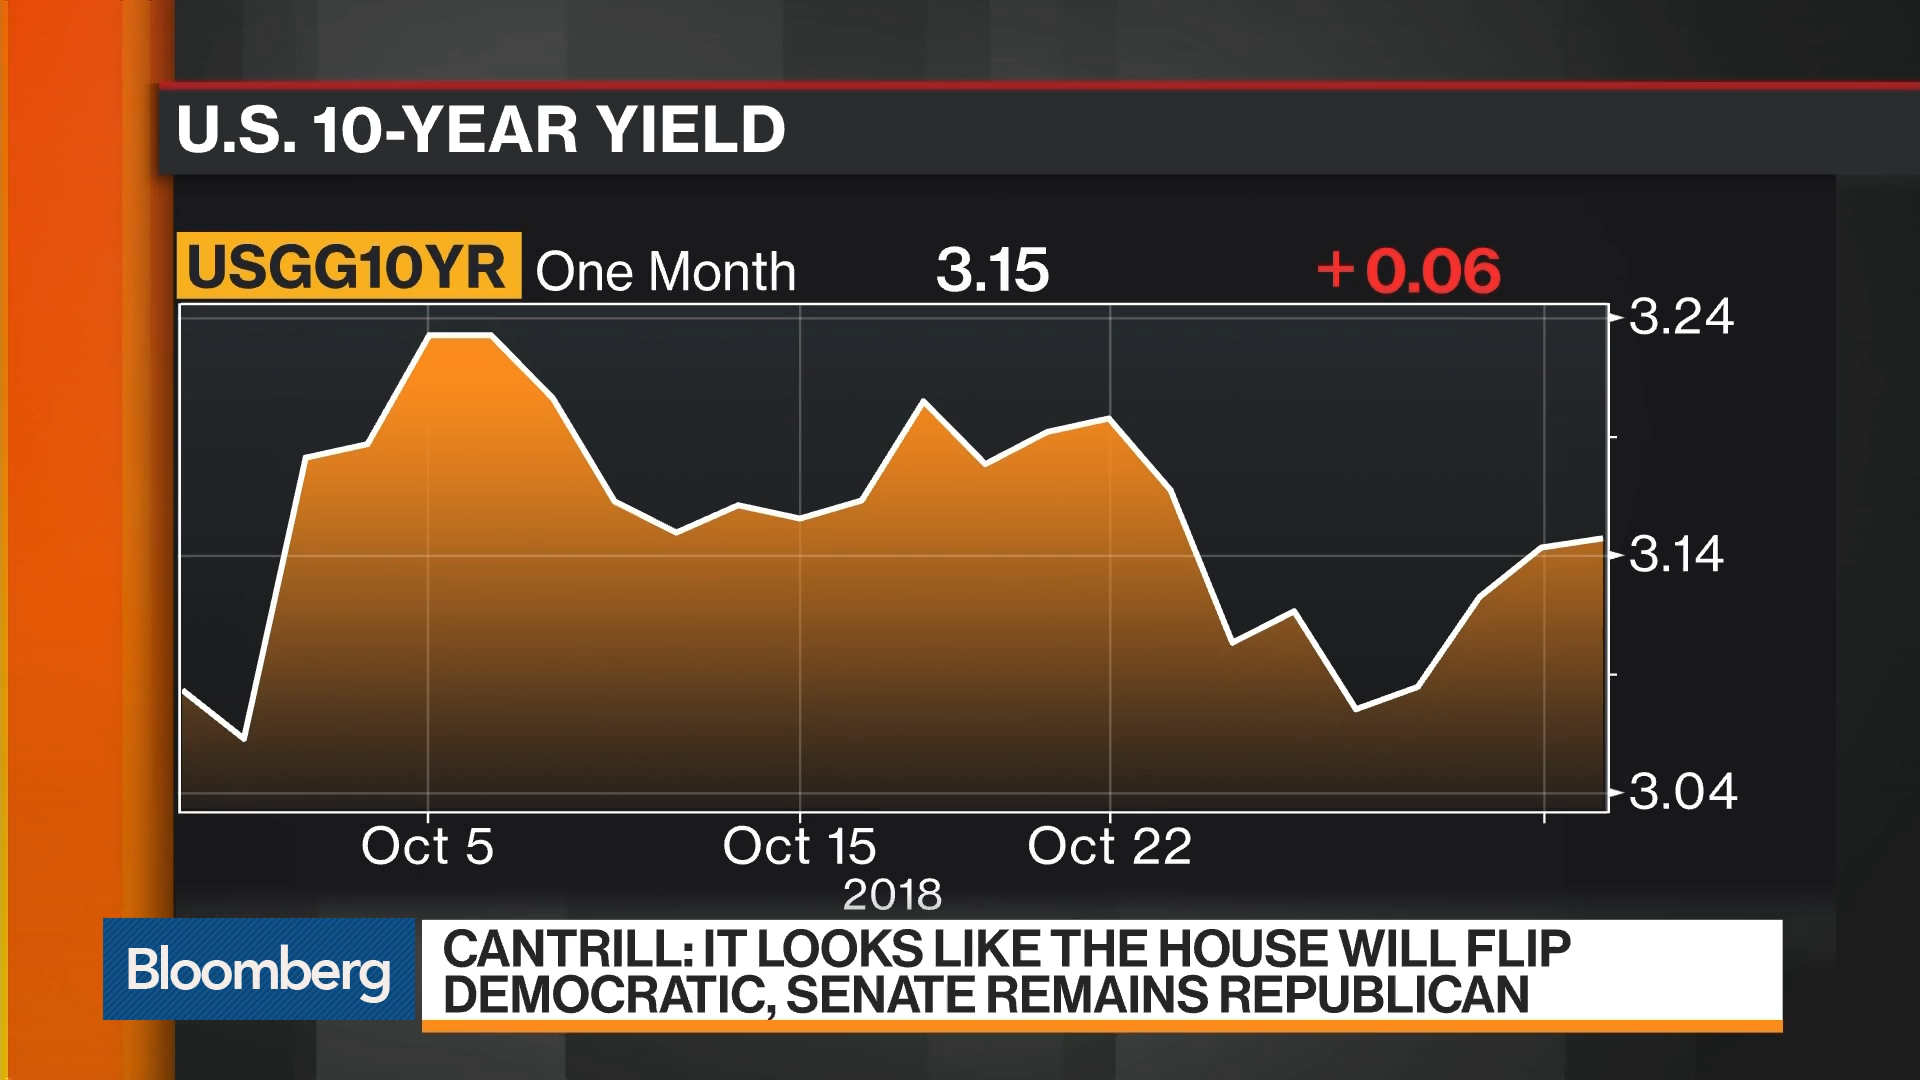 U.S. 10-YEAR YIELD
USGG10YR One Month 3.15 +0.06
3.24
3.14
3.04
Oct 5 Oct 15 Oct 22
2018
Bloomberg
CANTRILL: IT LOOKS LIKE THE HOUSE WILL FLIP
DEMOCRATIC, SENATE REMAINS REPUBLICAN